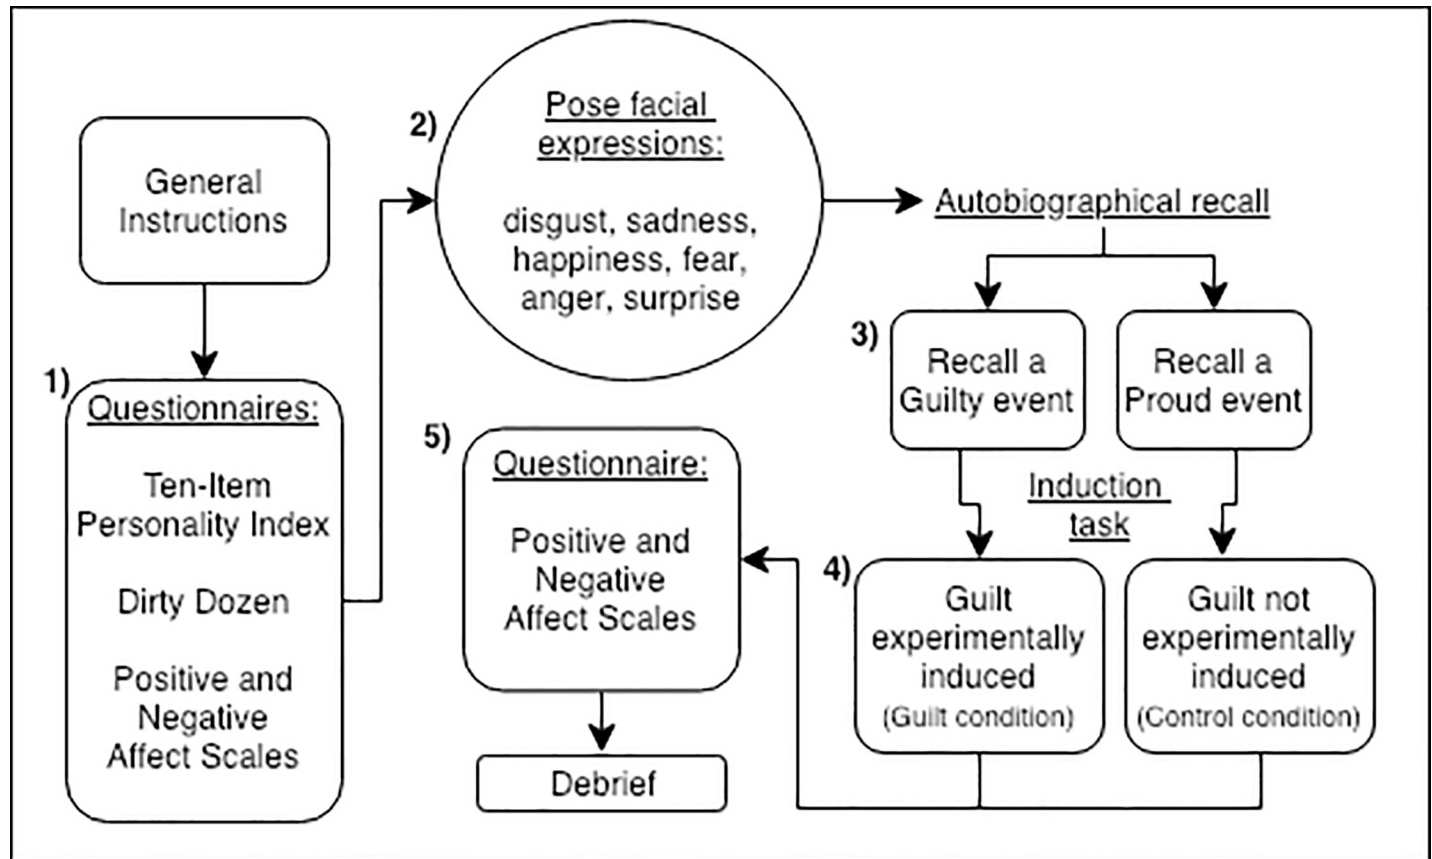 General
Instructions
1)
Questionnaires:
Ten-Item
Personality Index
Dirty Dozen
Positive and
Negative
Affect Scales
2)
Pose facial
expressions:
disgust, sadness,
happiness, fear,
anger, surprise
Autobiographical recall
3)
Recall a
Guilty event
Recall a
Proud event
Induction
task
4)
Guilt
experimentally
induced
(Guilt condition)
Guilt not
experimentally
induced
(Control condition)
5)
Questionnaire:
Positive and
Negative
Affect Scales
Debrief